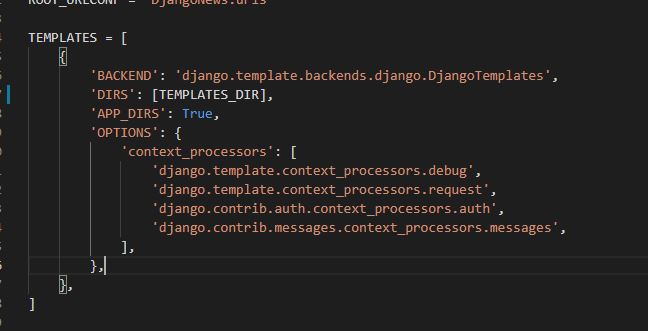 ROOT_URLCONF = 'DjangoNews.urls'
TEMPLATES = [
    {
        'BACKEND': 'django.template.backends.django.DjangoTemplates',
        'DIRS': [TEMPLATES_DIR],
        'APP_DIRS': True,
        'OPTIONS': {
            'context_processors': [
                'django.template.context_processors.debug',
                'django.template.context_processors.request',
                'django.contrib.auth.context_processors.auth',
                'django.contrib.messages.context_processors.messages',
            ],
        },
    },
]